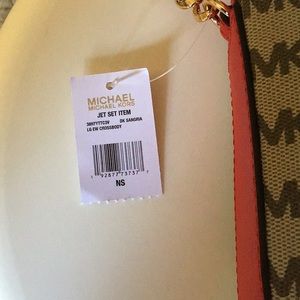 MICHAEL
MICHAEL KORS
JET SET ITEM
DK SANGRIA
LG EW CROSSBODY
NS